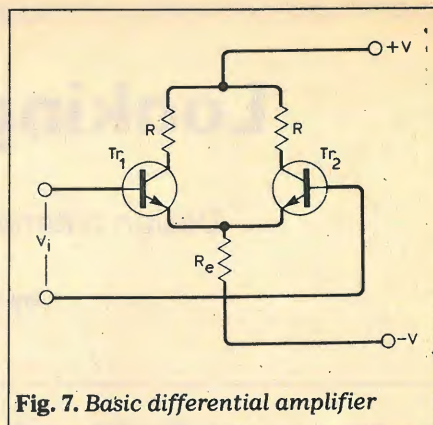 +V
R
R
Tr1
Tr2
Vi
Re
-V
Fig. 7. Basic differential amplifier